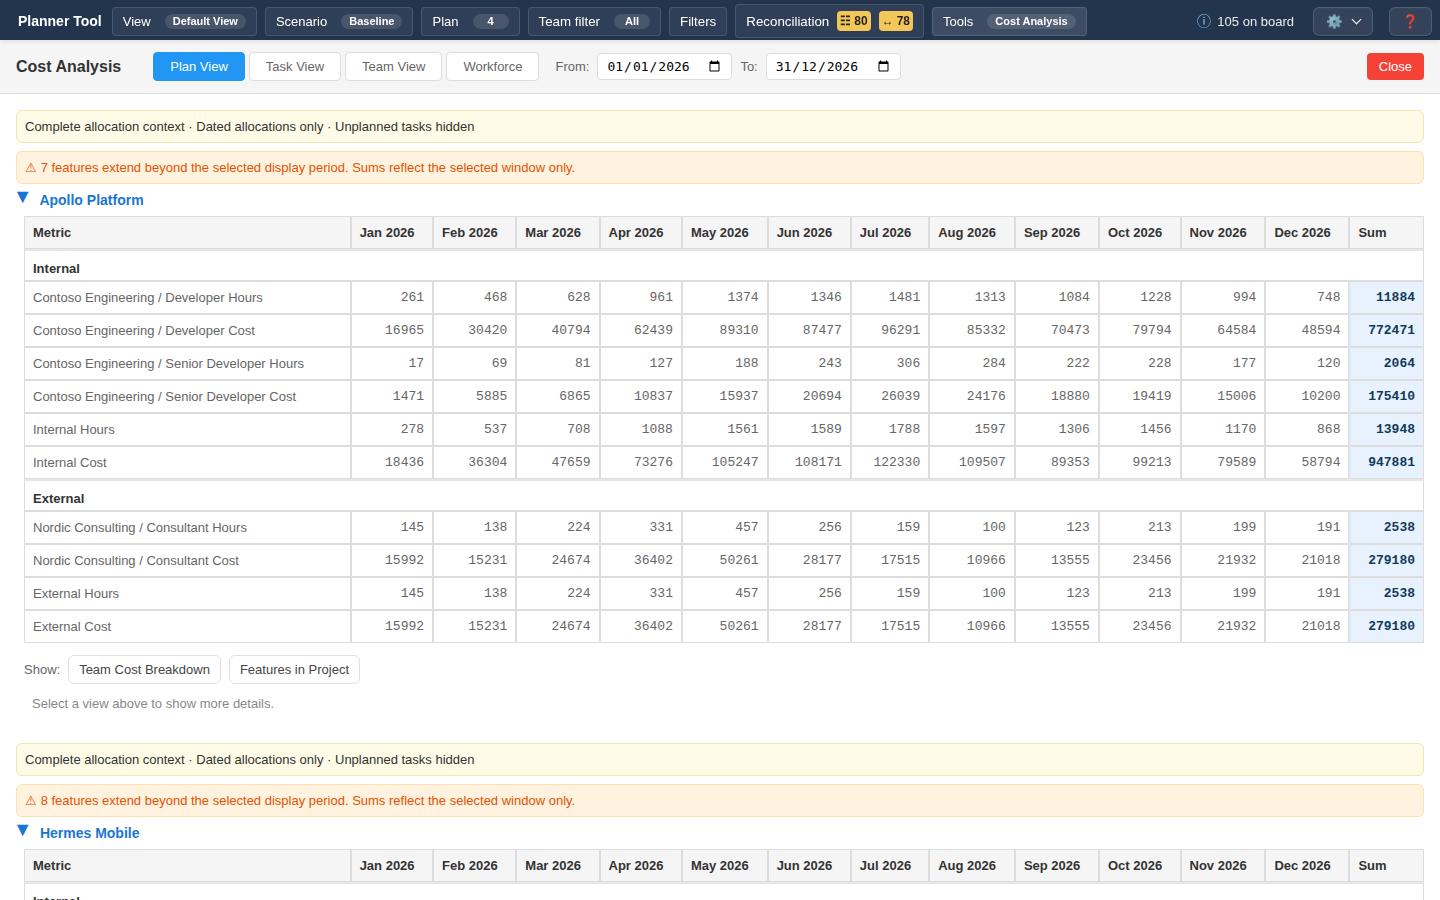 Planner Tool View Default View Scenario Baseline Plan 4 Team filter All Filters Reconciliation 80 ↔ 78 Tools Cost Analysis 105 on board
Cost Analysis Plan View Task View Team View Workforce From: 01/01/2026 To: 31/12/2026 Close
Complete allocation context · Dated allocations only · Unplanned tasks hidden
⚠ 7 features extend beyond the selected display period. Sums reflect the selected window only.
▼ Apollo Platform
Metric Jan 2026 Feb 2026 Mar 2026 Apr 2026 May 2026 Jun 2026 Jul 2026 Aug 2026 Sep 2026 Oct 2026 Nov 2026 Dec 2026 Sum
Internal
Contoso Engineering / Developer Hours 261 468 628 961 1374 1346 1481 1313 1084 1228 994 748 11884
Contoso Engineering / Developer Cost 16965 30420 40794 62439 89310 87477 96291 85332 70473 79794 64584 48594 772471
Contoso Engineering / Senior Developer Hours 17 69 81 127 188 243 306 284 222 228 177 120 2064
Contoso Engineering / Senior Developer Cost 1471 5885 6865 10837 15937 20694 26039 24176 18880 19419 15006 10200 175410
Internal Hours 278 537 708 1088 1561 1589 1788 1597 1306 1456 1170 868 13948
Internal Cost 18436 36304 47659 73276 105247 108171 122330 109507 89353 99213 79589 58794 947881
External
Nordic Consulting / Consultant Hours 145 138 224 331 457 256 159 100 123 213 199 191 2538
Nordic Consulting / Consultant Cost 15992 15231 24674 36402 50261 28177 17515 10966 13555 23456 21932 21018 279180
External Hours 145 138 224 331 457 256 159 100 123 213 199 191 2538
External Cost 15992 15231 24674 36402 50261 28177 17515 10966 13555 23456 21932 21018 279180
Show: Team Cost Breakdown Features in Project
Select a view above to show more details.
Complete allocation context · Dated allocations only · Unplanned tasks hidden
⚠ 8 features extend beyond the selected display period. Sums reflect the selected window only.
▼ Hermes Mobile
Metric Jan 2026 Feb 2026 Mar 2026 Apr 2026 May 2026 Jun 2026 Jul 2026 Aug 2026 Sep 2026 Oct 2026 Nov 2026 Dec 2026 Sum
Internal